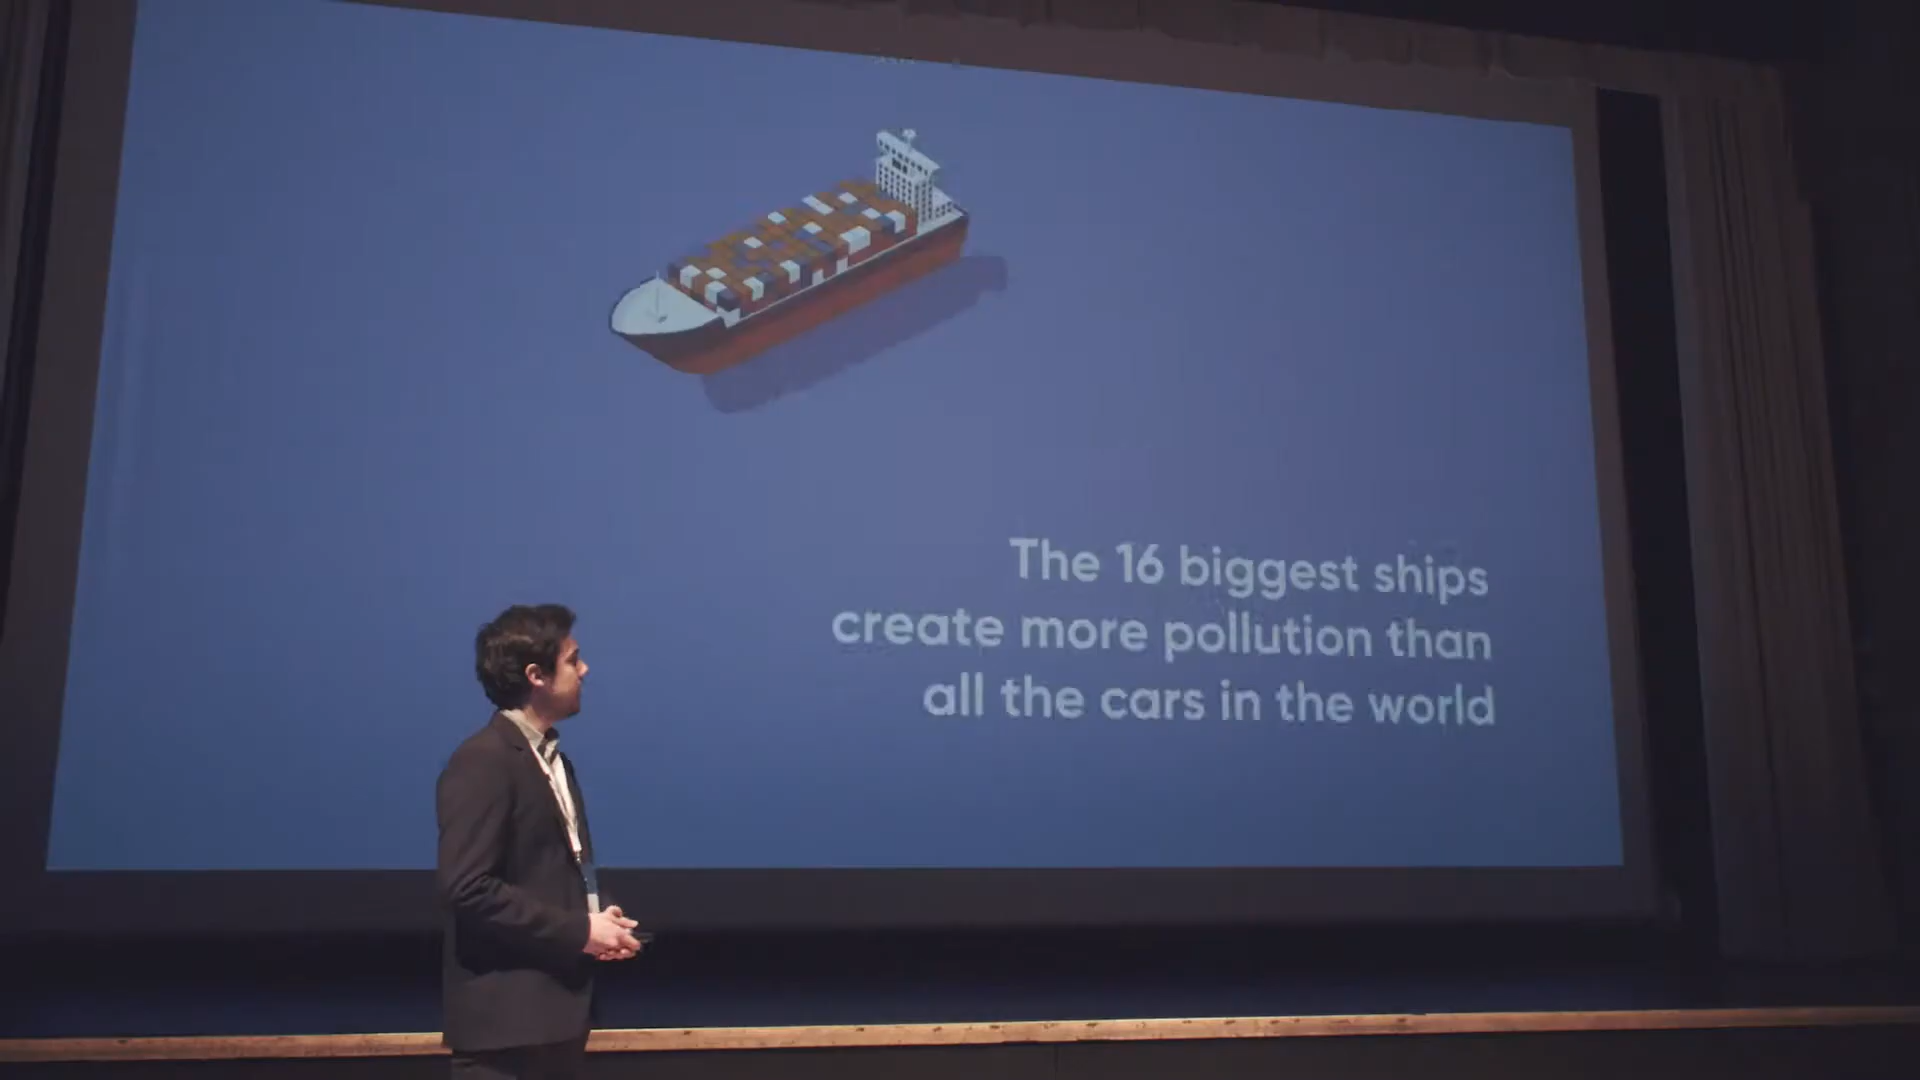 The 16 biggest ships
create more pollution than
all the cars in the world